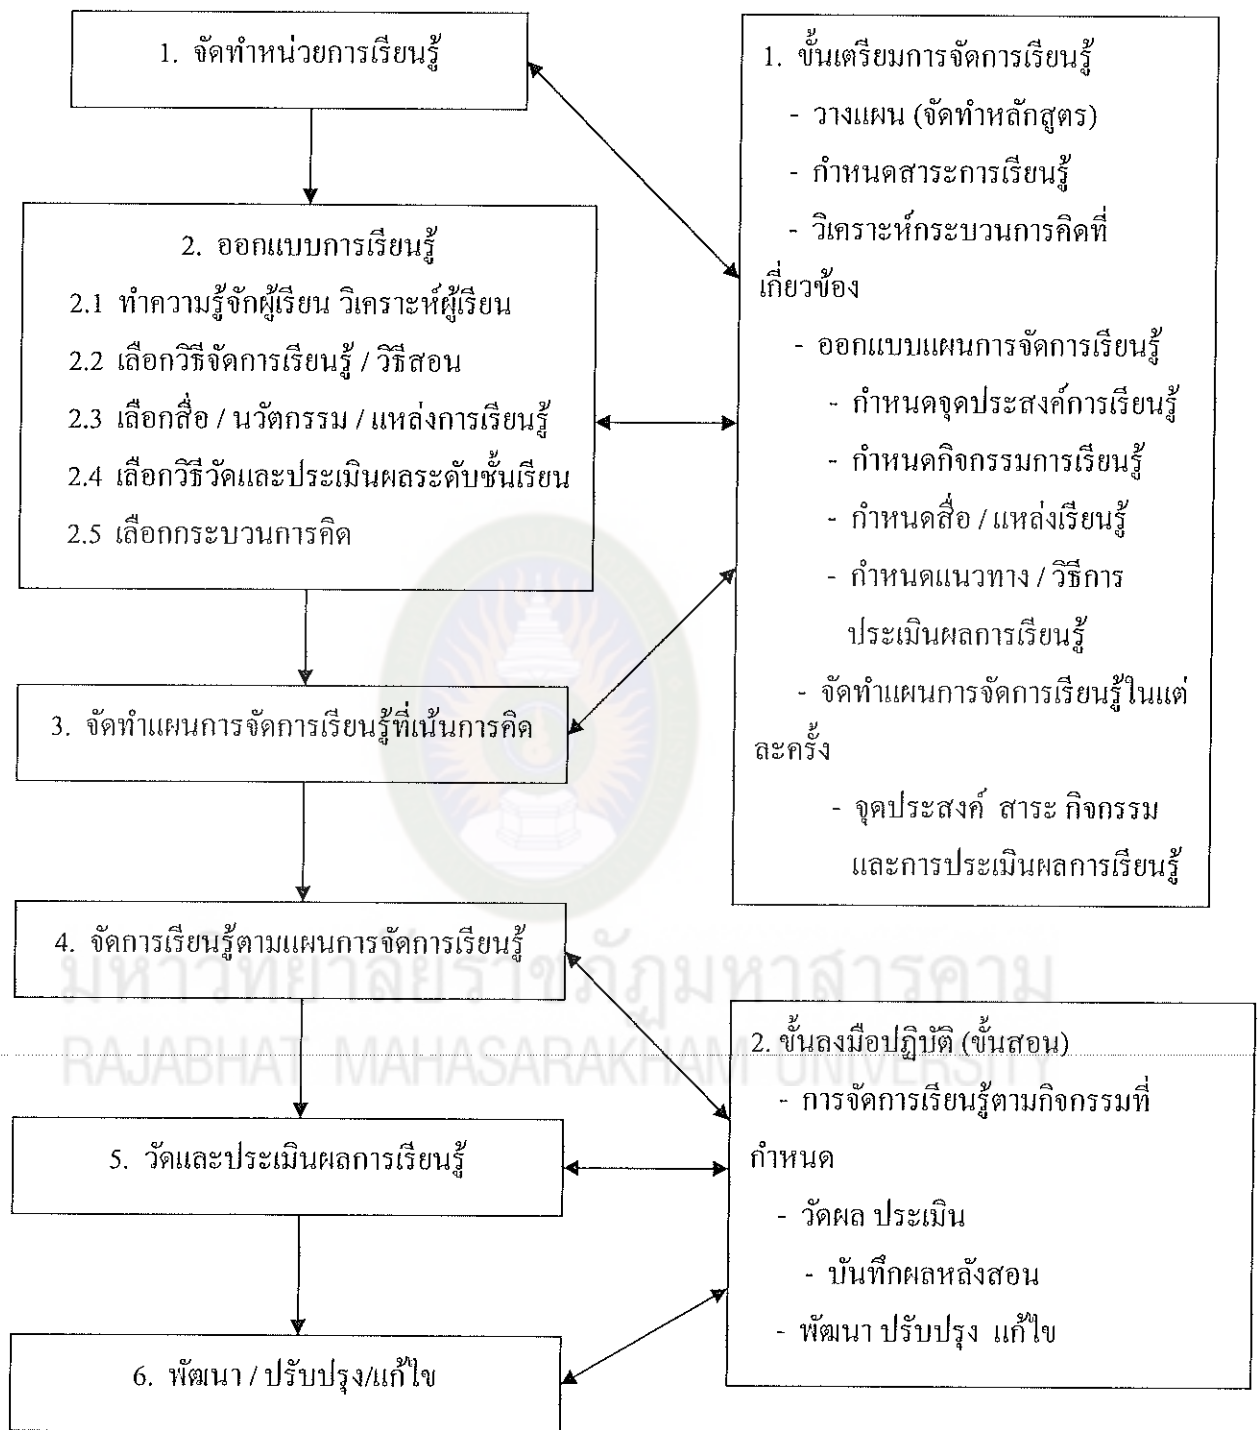 1. จัดทำหน่วยการเรียนรู้
2. ออกแบบการเรียนรู้
2.1 ทำความรู้จักผู้เรียน วิเคราะห์ผู้เรียน
2.2 เลือกวิธีจัดการเรียนรู้ / วิธีสอน
2.3 เลือกสื่อ / นวัตกรรม / แหล่งการเรียนรู้
2.4 เลือกวิธีวัดและประเมินผลระดับชั้นเรียน
2.5 เลือกกระบวนการคิด
3. จัดทำแผนการจัดการเรียนรู้ที่เน้นการคิด
4. จัดการเรียนรู้ตามแผนการจัดการเรียนรู้
5. วัดและประเมินผลการเรียนรู้
6. พัฒนา / ปรับปรุง/แก้ไข
1. ขั้นเตรียมการจัดการเรียนรู้
- วางแผน (จัดทำหลักสูตร)
- กำหนดสาระการเรียนรู้
- วิเคราะห์กระบวนการคิดที่
เกี่ยวข้อง
- ออกแบบแผนการจัดการเรียนรู้
- กำหนดจุดประสงค์การเรียนรู้
- กำหนดกิจกรรมการเรียนรู้
- กำหนดสื่อ / แหล่งเรียนรู้
- กำหนดแนวทาง / วิธีการ
ประเมินผลการเรียนรู้
- จัดทำแผนการจัดการเรียนรู้ในแต่
ละครั้ง
- จุดประสงค์ สาระ กิจกรรม
และการประเมินผลการเรียนรู้
2. ขั้นลงมือปฏิบัติ (ขั้นสอน)
- การจัดการเรียนรู้ตามกิจกรรมที่
กำหนด
- วัดผล ประเมิน
- บันทึกผลหลังสอน
- พัฒนา ปรับปรุง แก้ไข
มหาวิทยาลัยราชภัฏมหาสารคาม
RAJABHAT MAHASARAKHAM UNIVERSITY